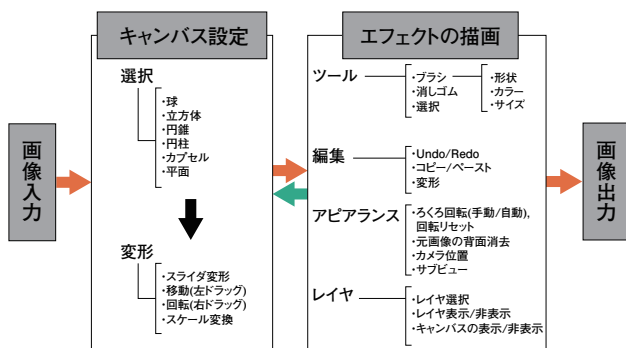 画像入力
キャンバス設定
選択
・球
・立方体
・円錐
・円柱
・カプセル
・平面
変形
・スライダ変形
・移動(左ドラッグ)
・回転(右ドラッグ)
・スケール変換
エフェクトの描画
ツール
・ブラシ
・消しゴム
・選択
・形状
・カラー
・サイズ
編集
・Undo/Redo
・コピー/ペースト
・変形
アピアランス
・ろくろ回転(手動/自動),
回転リセット
・元画像の背面消去
・カメラ位置
・サブビュー
レイヤ
・レイヤ選択
・レイヤ表示/非表示
・キャンバスの表示/非表示
画像出力